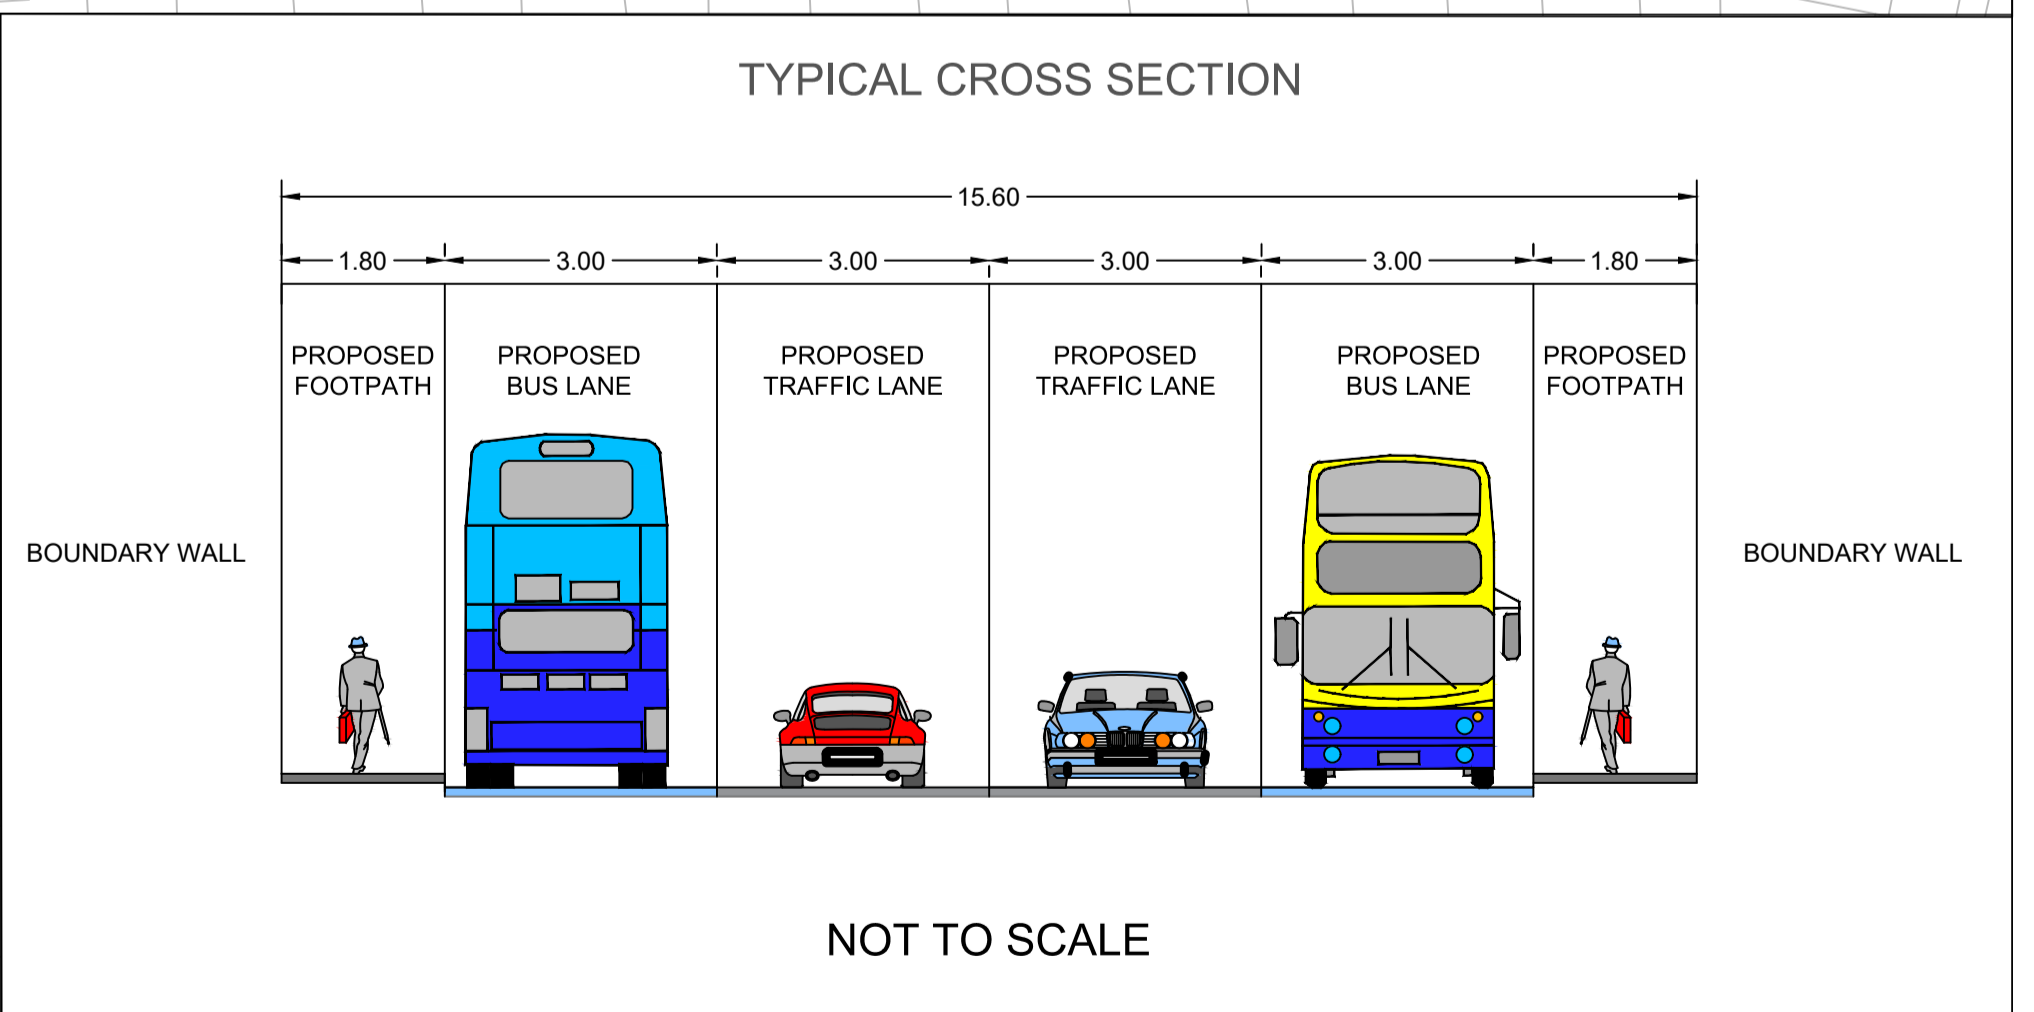 TYPICAL CROSS SECTION
15.60
1.80 3.00 3.00 3.00 3.00 1.80
PROPOSED FOOTPATH
PROPOSED BUS LANE
PROPOSED TRAFFIC LANE
PROPOSED TRAFFIC LANE
PROPOSED BUS LANE
PROPOSED FOOTPATH
BOUNDARY WALL
BOUNDARY WALL
NOT TO SCALE